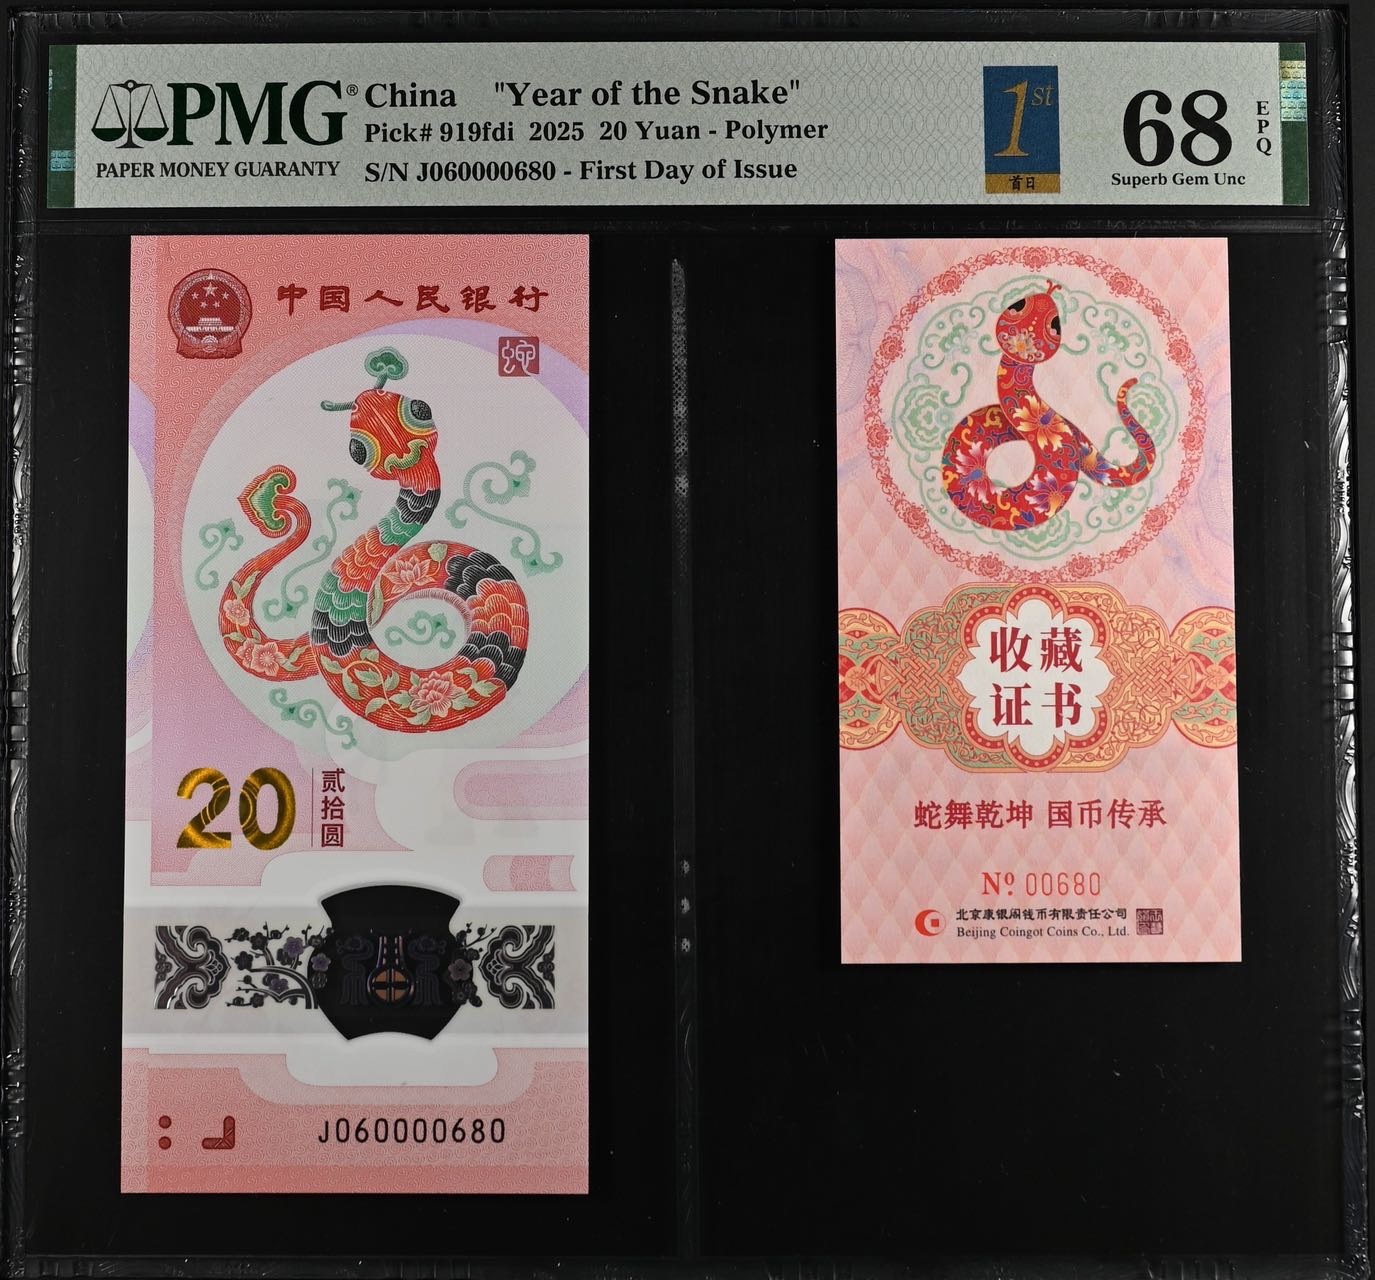 PMG® China "Year of the Snake"
PAPER MONEY GUARANTY
Pick# 919fdi 2025 20 Yuan - Polymer
S/N J060000680 - First Day of Issue
1st
首日
68
EPQ
Superb Gem Unc
中国人民银行
20
贰拾圆
J060000680
收藏
证书
蛇舞乾坤 国币传承
Nº 00680
北京康银阁钱币有限责任公司
Beijing Coingot Coins Co., Ltd.